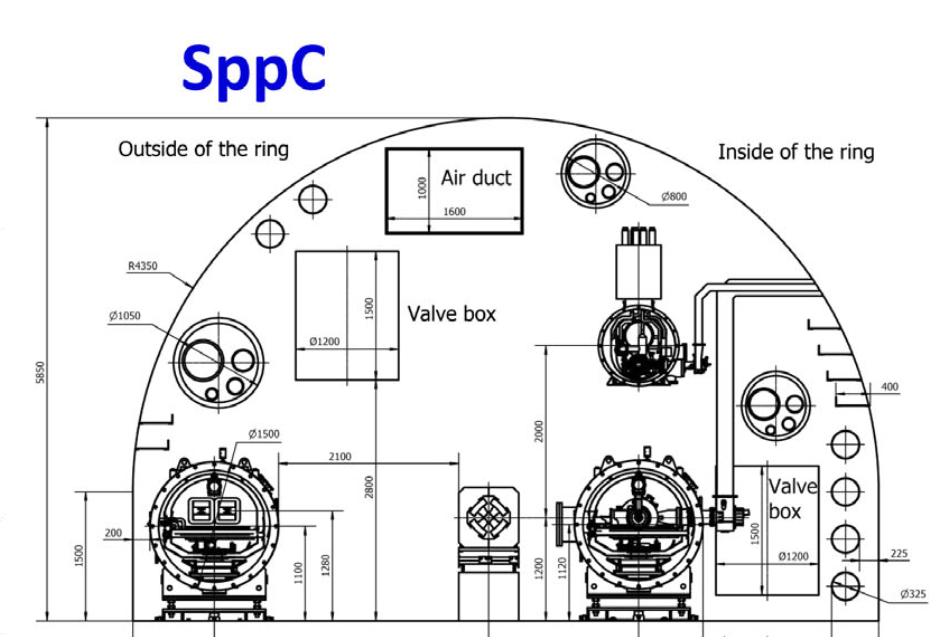 SppC
Outside of the ring
Inside of the ring
Air duct
1000
1600
Ø800
R4350
1500
Valve box
Ø1050
Ø1200
5850
400
2000
Ø1500
2100
2800
Valve
box
1500
200
1500
1100
1280
1200
1120
Ø1200
225
Ø325